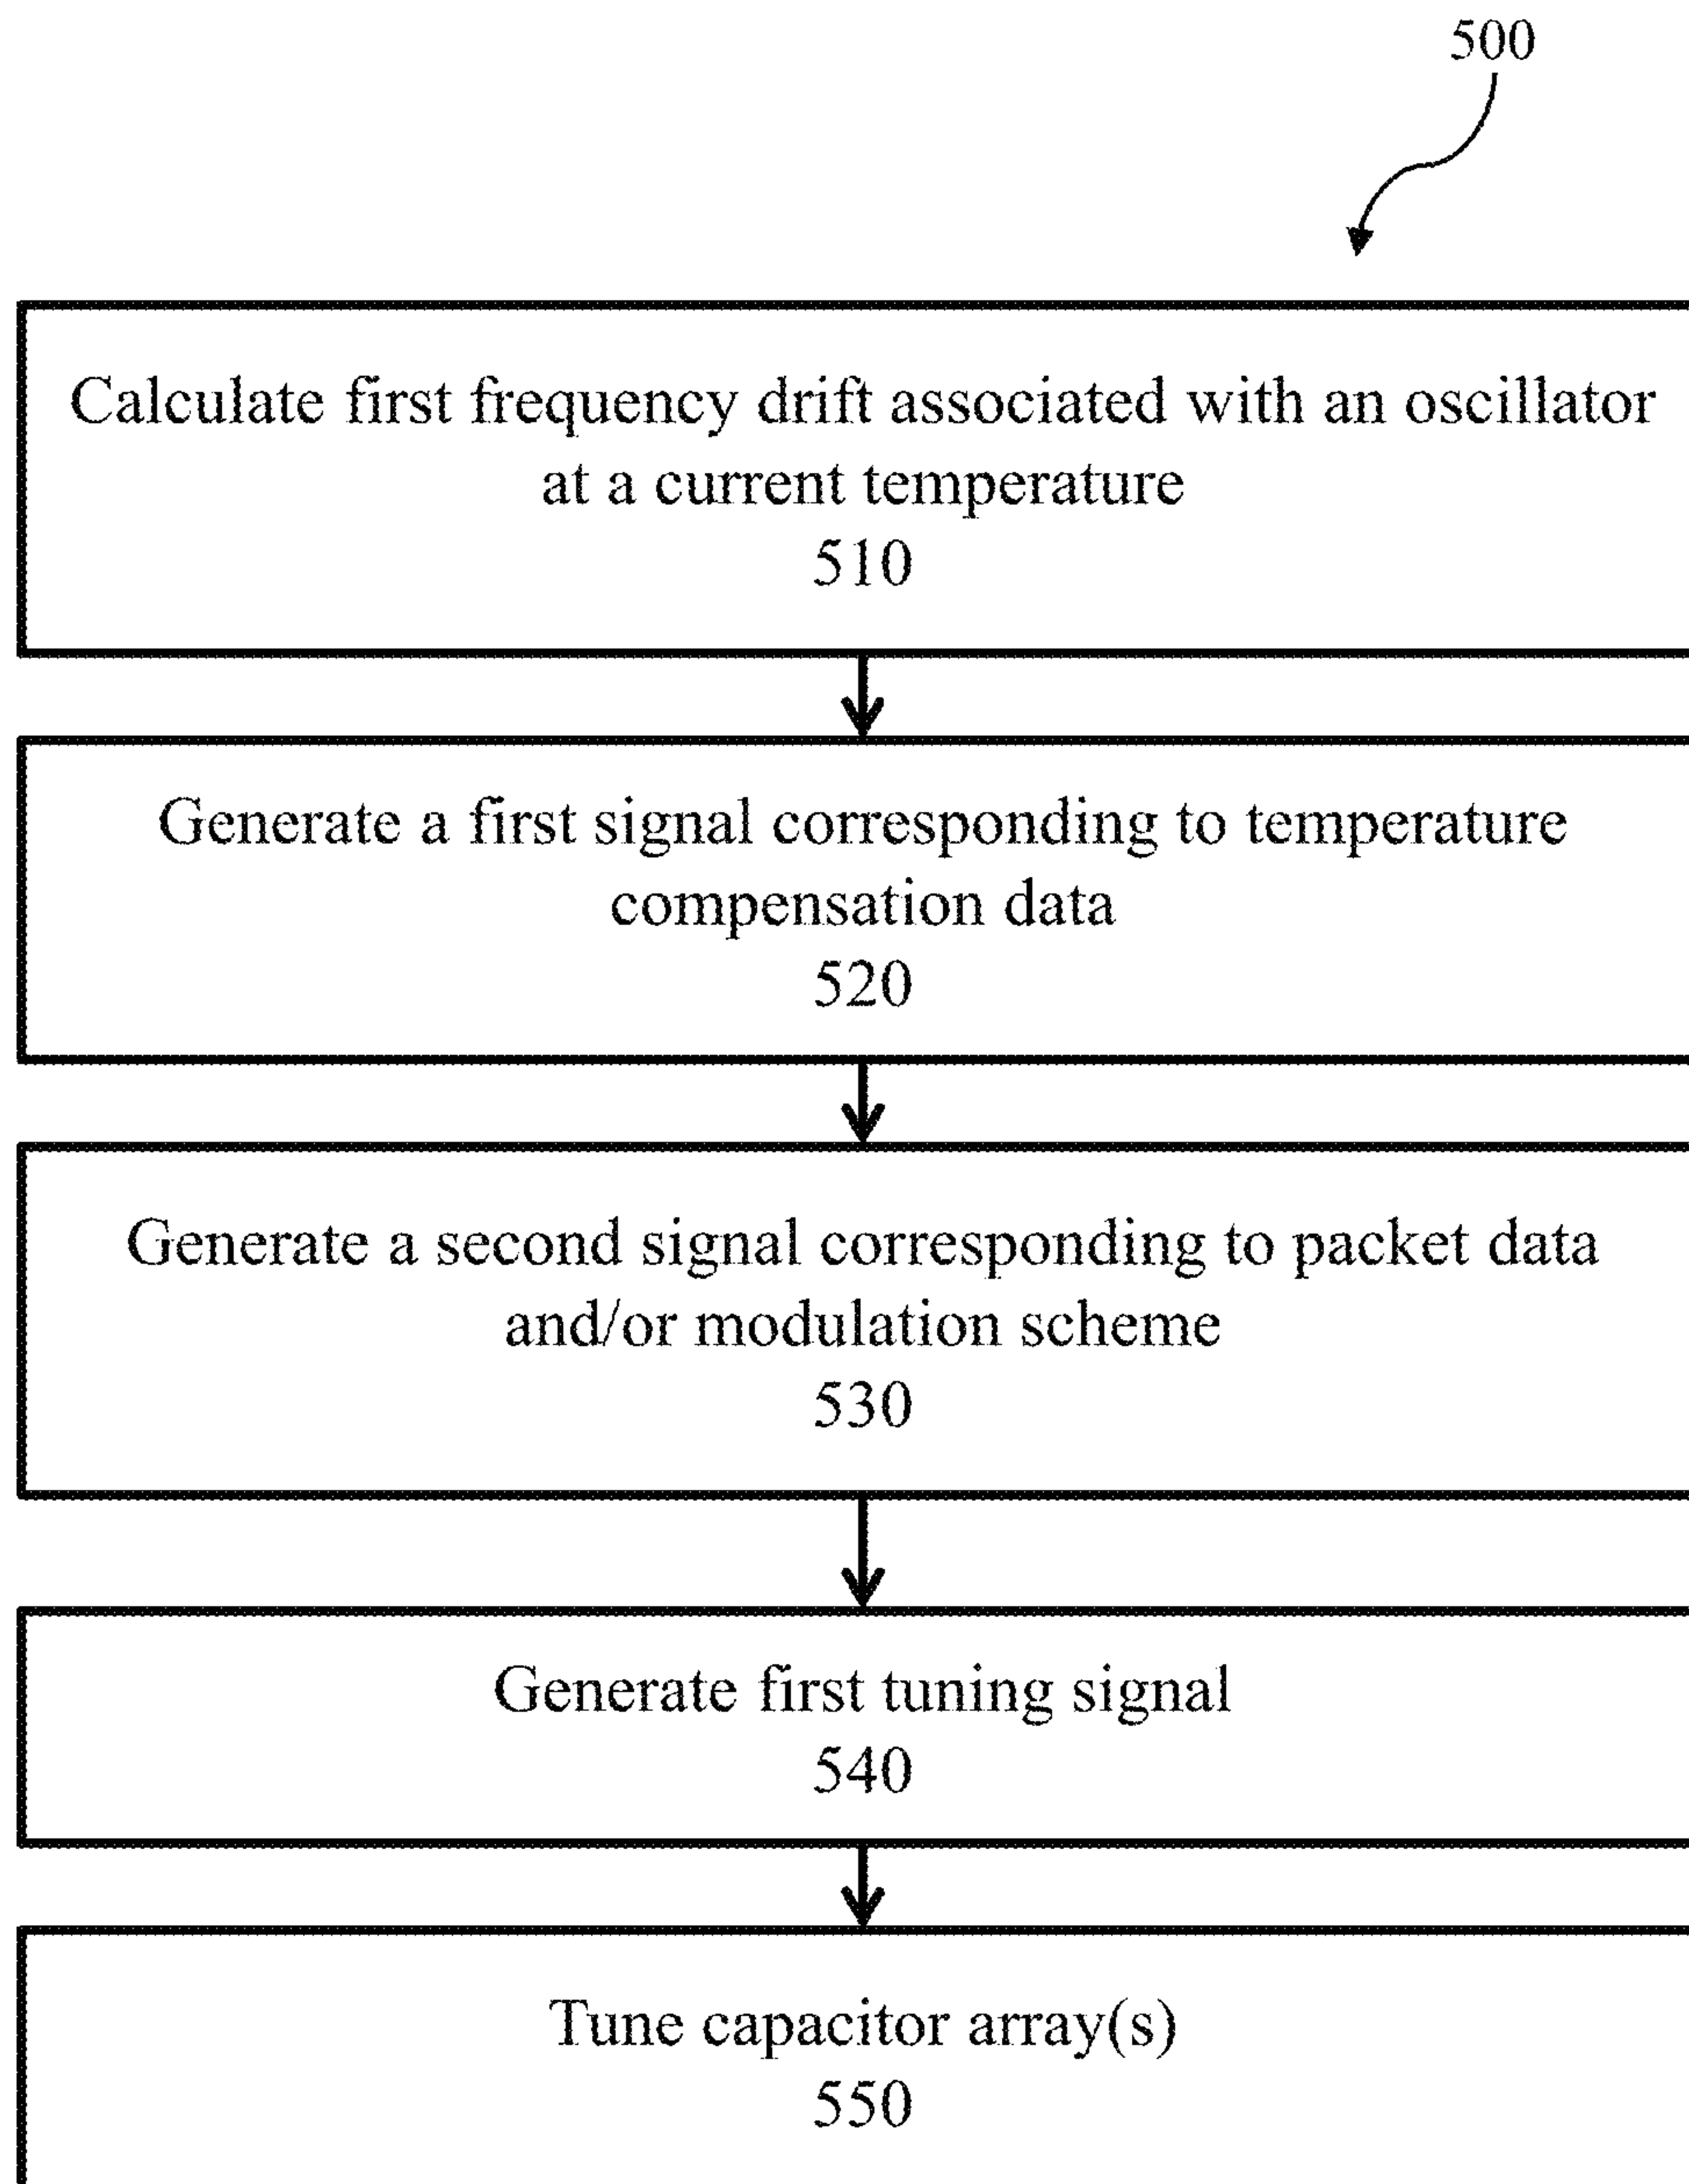 500
Calculate first frequency drift associated with an oscillator
at a current temperature
510
Generate a first signal corresponding to temperature
compensation data
520
Generate a second signal corresponding to packet data
and/or modulation scheme
530
Generate first tuning signal
540
Tune capacitor array(s)
550